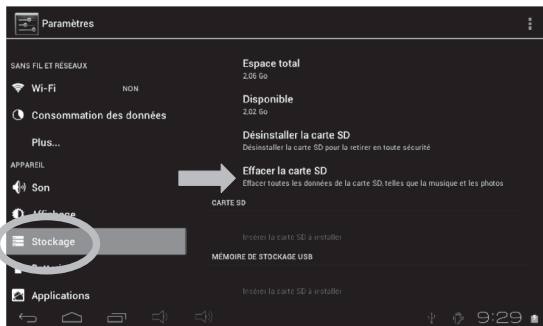 Paramètres
SANS FIL ET RÉSEAUX
Wi-Fi NON
Consommation des données
Plus...
APPAREIL
Son
Affichage
Stockage
Batterie
Applications
Espace total
2,06 Go
Disponible
2,02 Go
Désinstaller la carte SD
Désinstaller la carte SD pour la retirer en toute sécurité
Effacer la carte SD
Effacer toutes les données de la carte SD, telles que la musique et les photos
CARTE SD
Insérer la carte SD à installer
MÉMOIRE DE STOCKAGE USB
Insérer la carte SD à installer
9:29